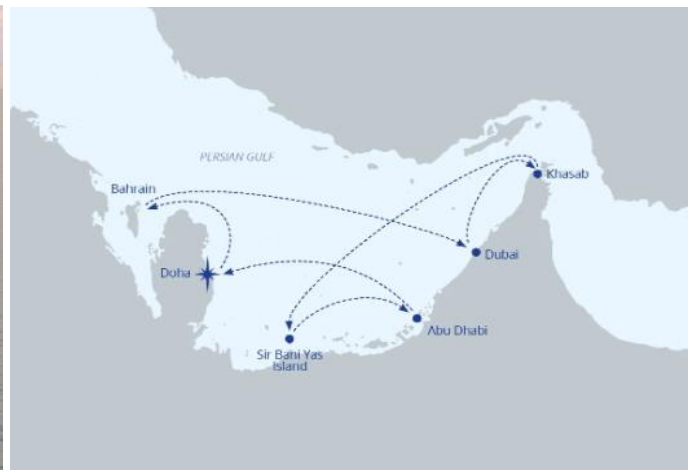 PERSIAN GULF
Bahrain
Khasab
Dubai
Doha
Abu Dhabi
Sir Bani Yas
Island